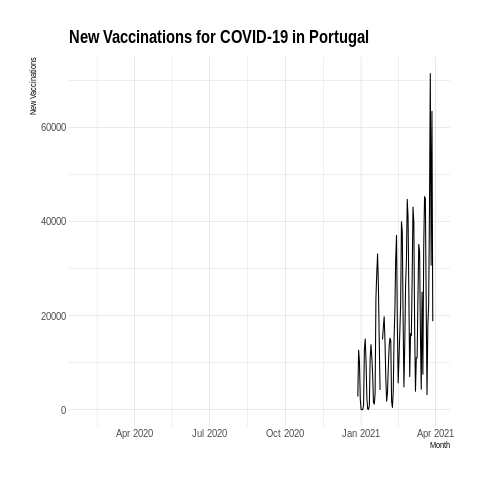 New Vaccinations for COVID-19 in Portugal
New Vaccinations
60000
40000
20000
0
Apr 2020 Jul 2020 Oct 2020 Jan 2021 Apr 2021
Month